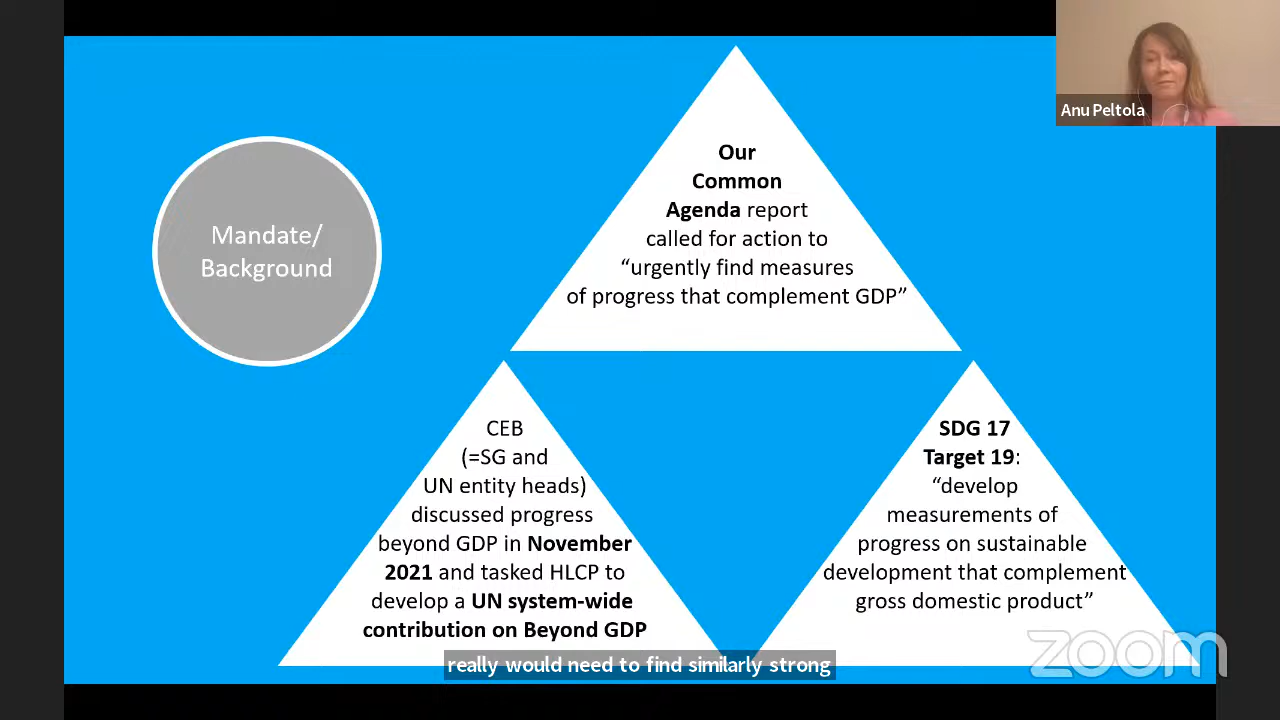 Anu Peltola
Mandate/
Background
Our
Common
Agenda report
called for action to
“urgently find measures
of progress that complement GDP”
CEB
(=SG and
UN entity heads)
discussed progress
beyond GDP in November
2021 and tasked HLCP to
develop a UN system-wide
contribution on Beyond GDP
SDG 17
Target 19:
“develop
measurements of
progress on sustainable
development that complement
gross domestic product”
really would need to find similarly strong
zoom